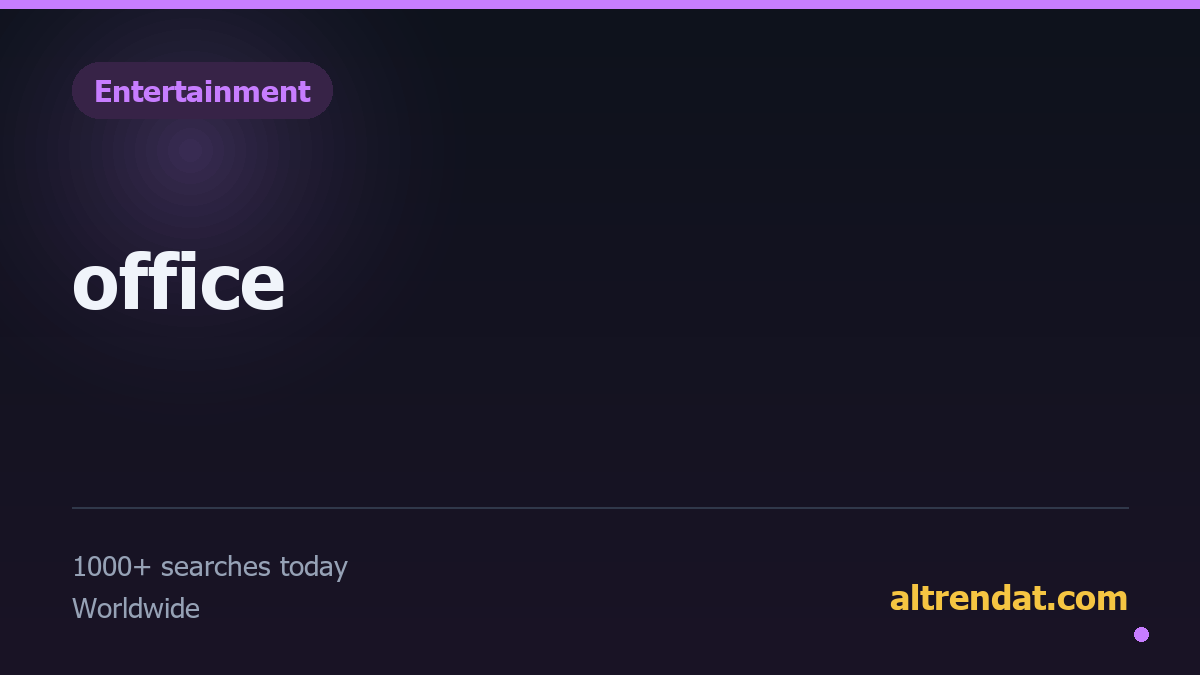 Entertainment
office
1000+ searches today
Worldwide
altrendat.com